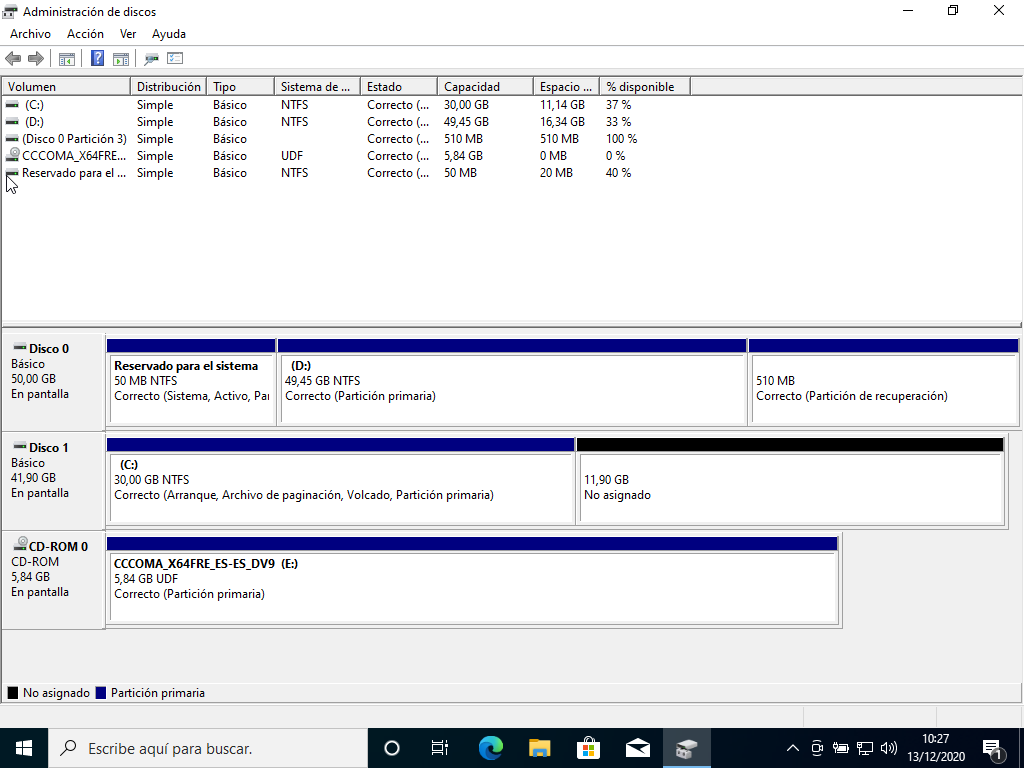 Administración de discos
Archivo Acción Ver Ayuda
Volumen Distribución Tipo Sistema de ... Estado Capacidad Espacio ... % disponible
(C:) Simple Básico NTFS Correcto (... 30,00 GB 11,14 GB 37 %
(D:) Simple Básico NTFS Correcto (... 49,45 GB 16,34 GB 33 %
(Disco 0 Partición 3) Simple Básico Correcto (... 510 MB 510 MB 100 %
CCCOMA_X64FRE... Simple Básico UDF Correcto (... 5,84 GB 0 MB 0 %
Reservado para el ... Simple Básico NTFS Correcto (... 50 MB 20 MB 40 %
Disco 0
Básico
50,00 GB
En pantalla
Reservado para el sistema
50 MB NTFS
Correcto (Sistema, Activo, Par
(D:)
49,45 GB NTFS
Correcto (Partición primaria)
510 MB
Correcto (Partición de recuperación)
Disco 1
Básico
41,90 GB
En pantalla
(C:)
30,00 GB NTFS
Correcto (Arranque, Archivo de paginación, Volcado, Partición primaria)
11,90 GB
No asignado
CD-ROM 0
CD-ROM
5,84 GB
En pantalla
CCCOMA_X64FRE_ES-ES_DV9 (E:)
5,84 GB UDF
Correcto (Partición primaria)
No asignado Partición primaria
Escribe aquí para buscar.
10:27
13/12/2020
1